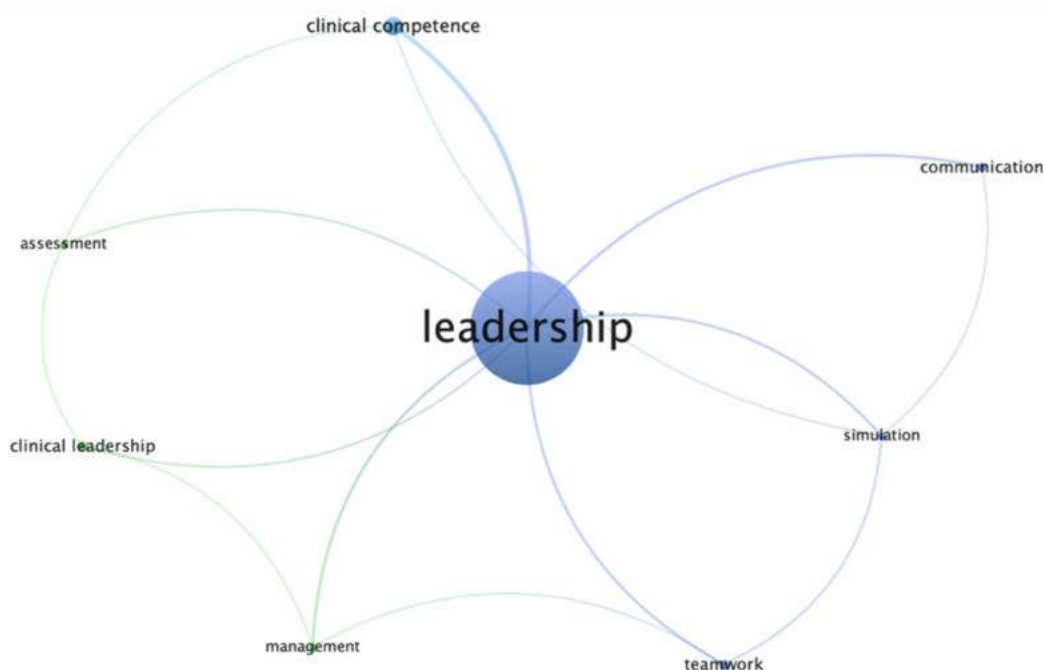 clinical competence
communication
assessment
leadership
simulation
clinical leadership
management
teamwork